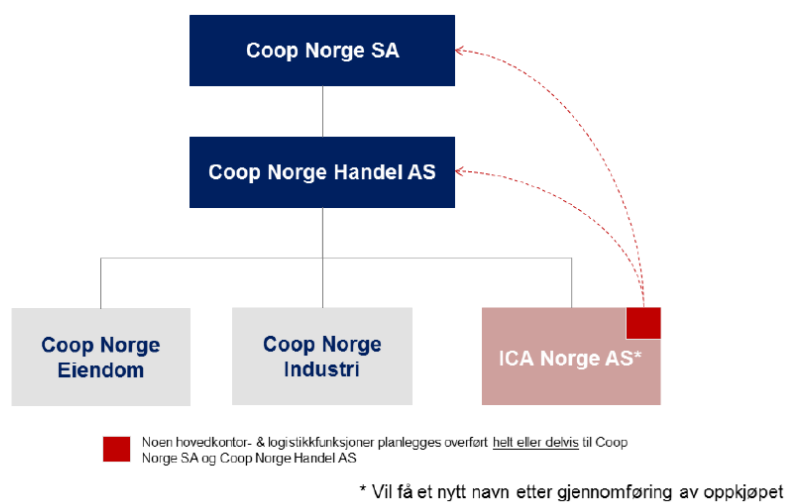 Coop Norge SA
Coop Norge Handel AS
Coop Norge
Eiendom
Coop Norge
Industri
ICA Norge AS*
Noen hovedkontor- & logistikkfunksjoner planlegges overført helt eller delvis til Coop
Norge SA og Coop Norge Handel AS
* Vil få et nytt navn etter gjennomføring av oppkjøpet